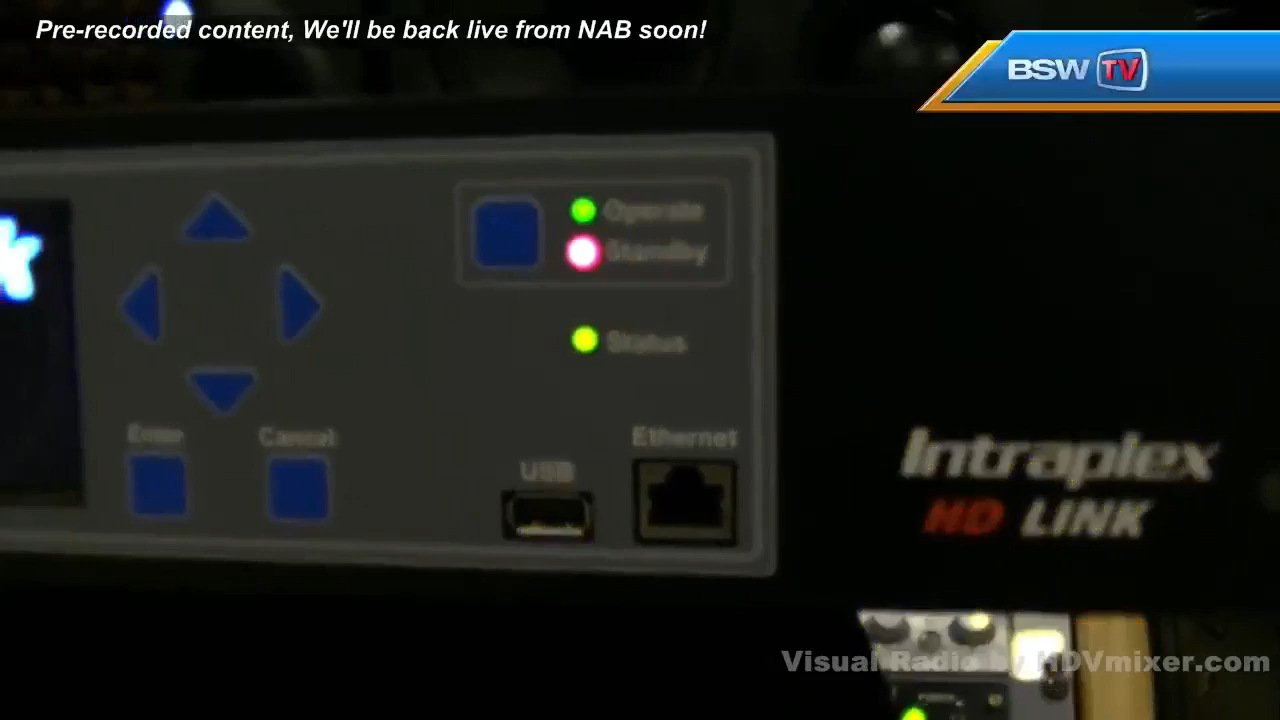 Pre-recorded content, We'll be back live from NAB soon!
BSW TV
Operate
Standby
Status
Enter
Cancel
USB
Ethernet
Intraplex
HD LINK
Visual Radio by HDVmixer.com